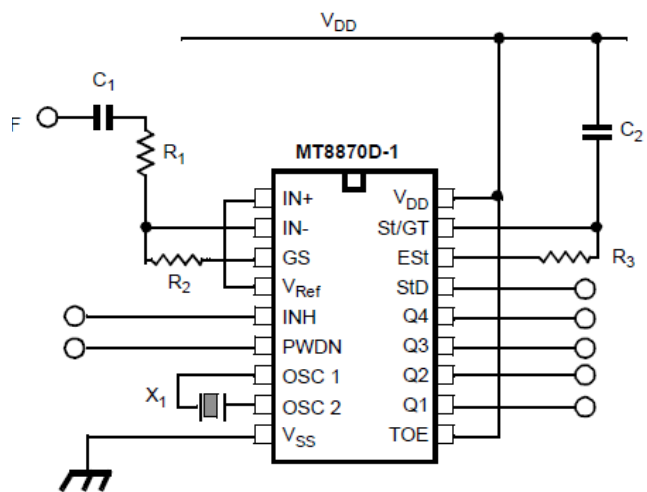 VDD
C1
F
R1
C2
MT8870D-1
IN+
VDD
IN-
St/GT
GS
ESt
R3
R2
VRef
StD
INH
Q4
PWDN
Q3
OSC 1
Q2
X1
OSC 2
Q1
VSS
TOE